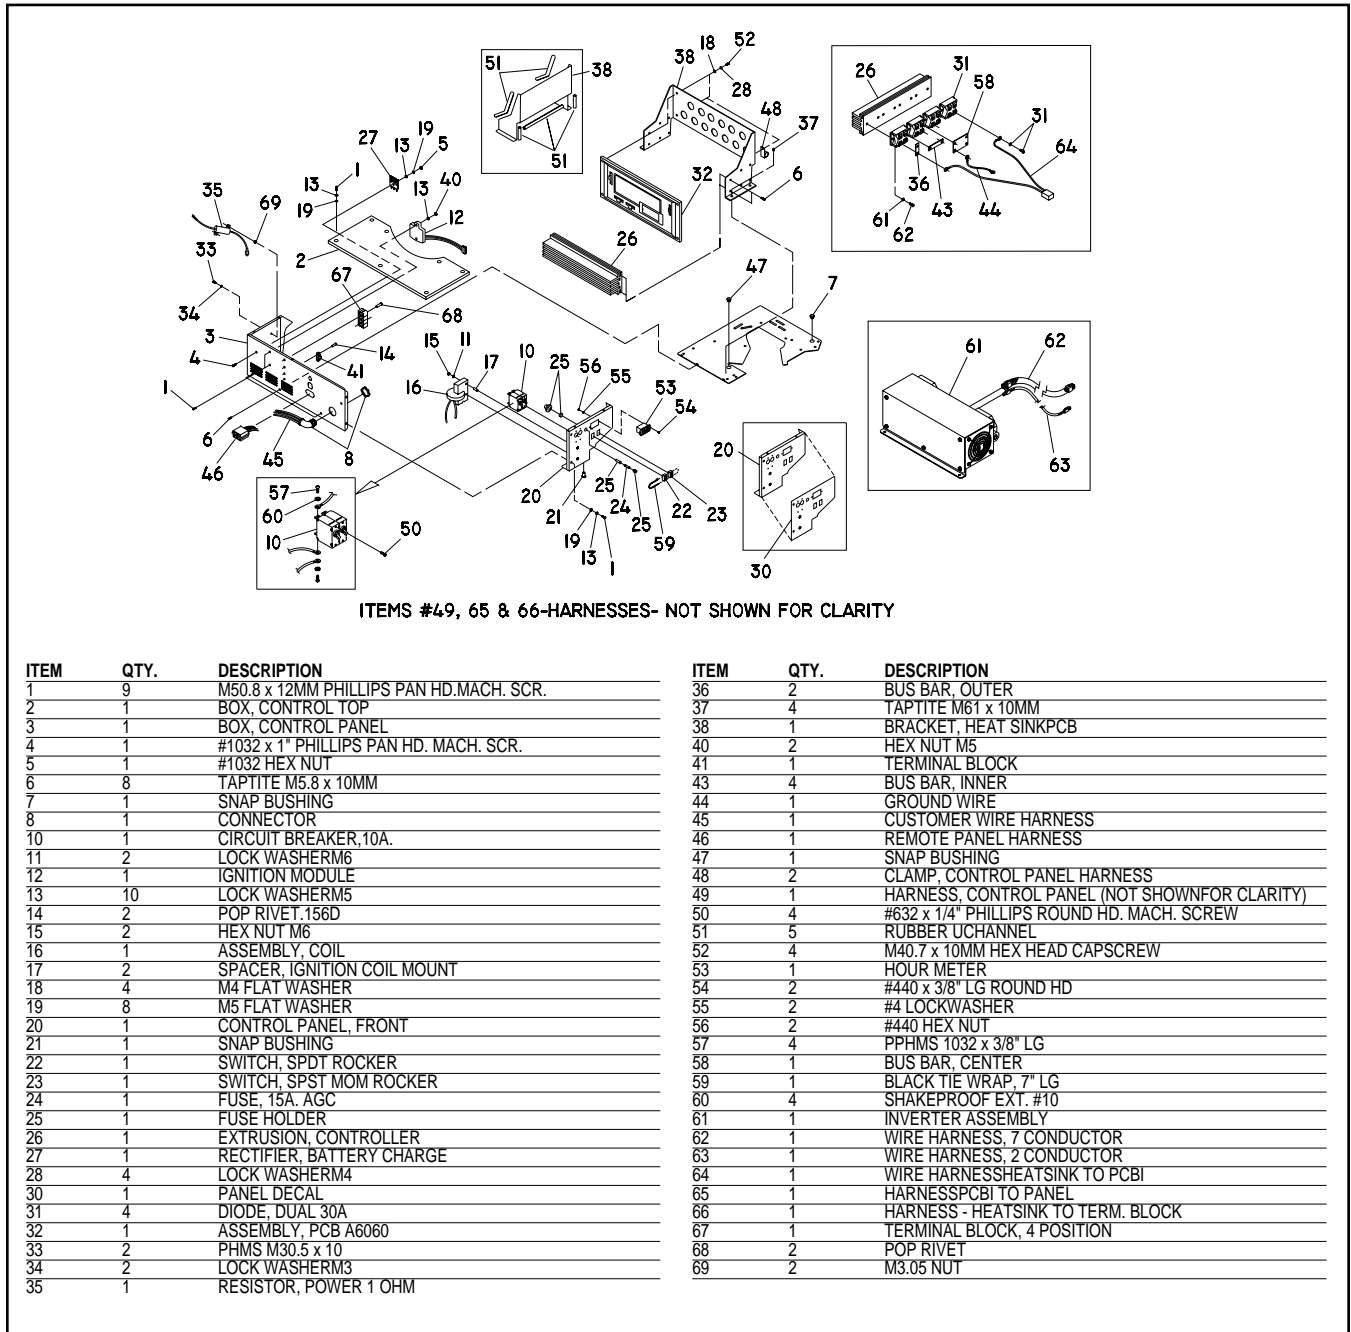 51
38
38
18
52
28
48
37
26
31
58
31
64
36
43
44
61
62
27
13
19
5
1
13
19
13
40
12
35
69
2
33
34
3
4
1
6
46
45
8
67
68
14
41
51
32
6
26
47
7
15
11
17
10
16
25
56
55
53
54
20
21
25
24
25
22
23
59
19
13
1
57
60
10
50
20
30
61
62
63
ITEMS #49, 65 & 66-HARNESSES- NOT SHOWN FOR CLARITY
ITEM QTY. DESCRIPTION
1 9 M50.8 x 12MM PHILLIPS PAN HD.MACH. SCR.
2 1 BOX, CONTROL TOP
3 1 BOX, CONTROL PANEL
4 1 #1032 x 1" PHILLIPS PAN HD. MACH. SCR.
5 1 #1032 HEX NUT
6 8 TAPTITE M5.8 x 10MM
7 1 SNAP BUSHING
8 1 CONNECTOR
10 1 CIRCUIT BREAKER,10A.
11 2 LOCK WASHERM6
12 1 IGNITION MODULE
13 10 LOCK WASHERM5
14 2 POP RIVET.156D
15 2 HEX NUT M6
16 1 ASSEMBLY, COIL
17 2 SPACER, IGNITION COIL MOUNT
18 4 M4 FLAT WASHER
19 8 M5 FLAT WASHER
20 1 CONTROL PANEL, FRONT
21 1 SNAP BUSHING
22 1 SWITCH, SPDT ROCKER
23 1 SWITCH, SPST MOM ROCKER
24 1 FUSE, 15A. AGC
25 1 FUSE HOLDER
26 1 EXTRUSION, CONTROLLER
27 1 RECTIFIER, BATTERY CHARGE
28 4 LOCK WASHERM4
30 1 PANEL DECAL
31 4 DIODE, DUAL 30A
32 1 ASSEMBLY, PCB A6060
33 2 PHMS M30.5 x 10
34 2 LOCK WASHERM3
35 1 RESISTOR, POWER 1 OHM
ITEM QTY. DESCRIPTION
36 2 BUS BAR, OUTER
37 4 TAPTITE M61 x 10MM
38 1 BRACKET, HEAT SINKPCB
40 2 HEX NUT M5
41 1 TERMINAL BLOCK
43 4 BUS BAR, INNER
44 1 GROUND WIRE
45 1 CUSTOMER WIRE HARNESS
46 1 REMOTE PANEL HARNESS
47 1 SNAP BUSHING
48 2 CLAMP, CONTROL PANEL HARNESS
49 1 HARNESS, CONTROL PANEL (NOT SHOWNFOR CLARITY)
50 4 #632 x 1/4" PHILLIPS ROUND HD. MACH. SCREW
51 5 RUBBER UCHANNEL
52 4 M40.7 x 10MM HEX HEAD CAPSCREW
53 1 HOUR METER
54 2 #440 x 3/8" LG ROUND HD
55 2 #4 LOCKWASHER
56 2 #440 HEX NUT
57 4 PPHMS 1032 x 3/8" LG
58 1 BUS BAR, CENTER
59 1 BLACK TIE WRAP, 7" LG
60 4 SHAKEPROOF EXT. #10
61 1 INVERTER ASSEMBLY
62 1 WIRE HARNESS, 7 CONDUCTOR
63 1 WIRE HARNESS, 2 CONDUCTOR
64 1 WIRE HARNESSHEATSINK TO PCBI
65 1 HARNESSPCBI TO PANEL
66 1 HARNESS - HEATSINK TO TERM. BLOCK
67 1 TERMINAL BLOCK, 4 POSITION
68 2 POP RIVET
69 2 M3.05 NUT